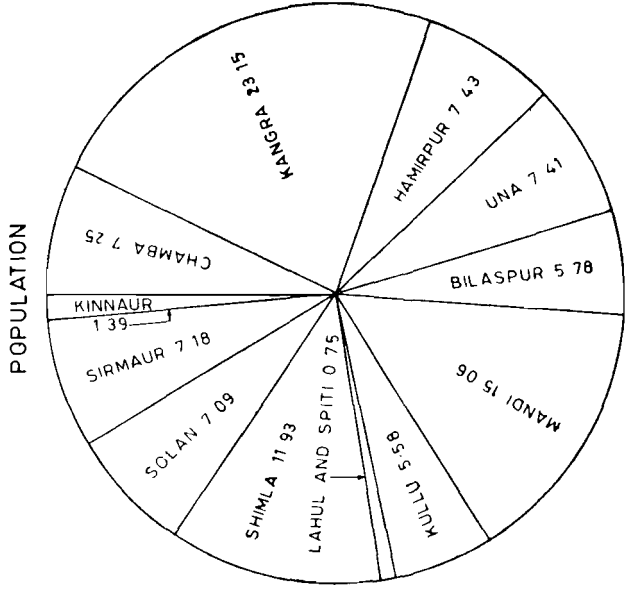 POPULATION
KANGRA 23 15
HAMIRPUR 7 43
UNA 7 41
BILASPUR 5 78
MANDI 15 06
KULLU 5·58
LAHUL AND SPITI 0 75
SHIMLA 11 93
SOLAN 7 09
SIRMAUR 7 18
KINNAUR
1 39
CHAMBA 7 25